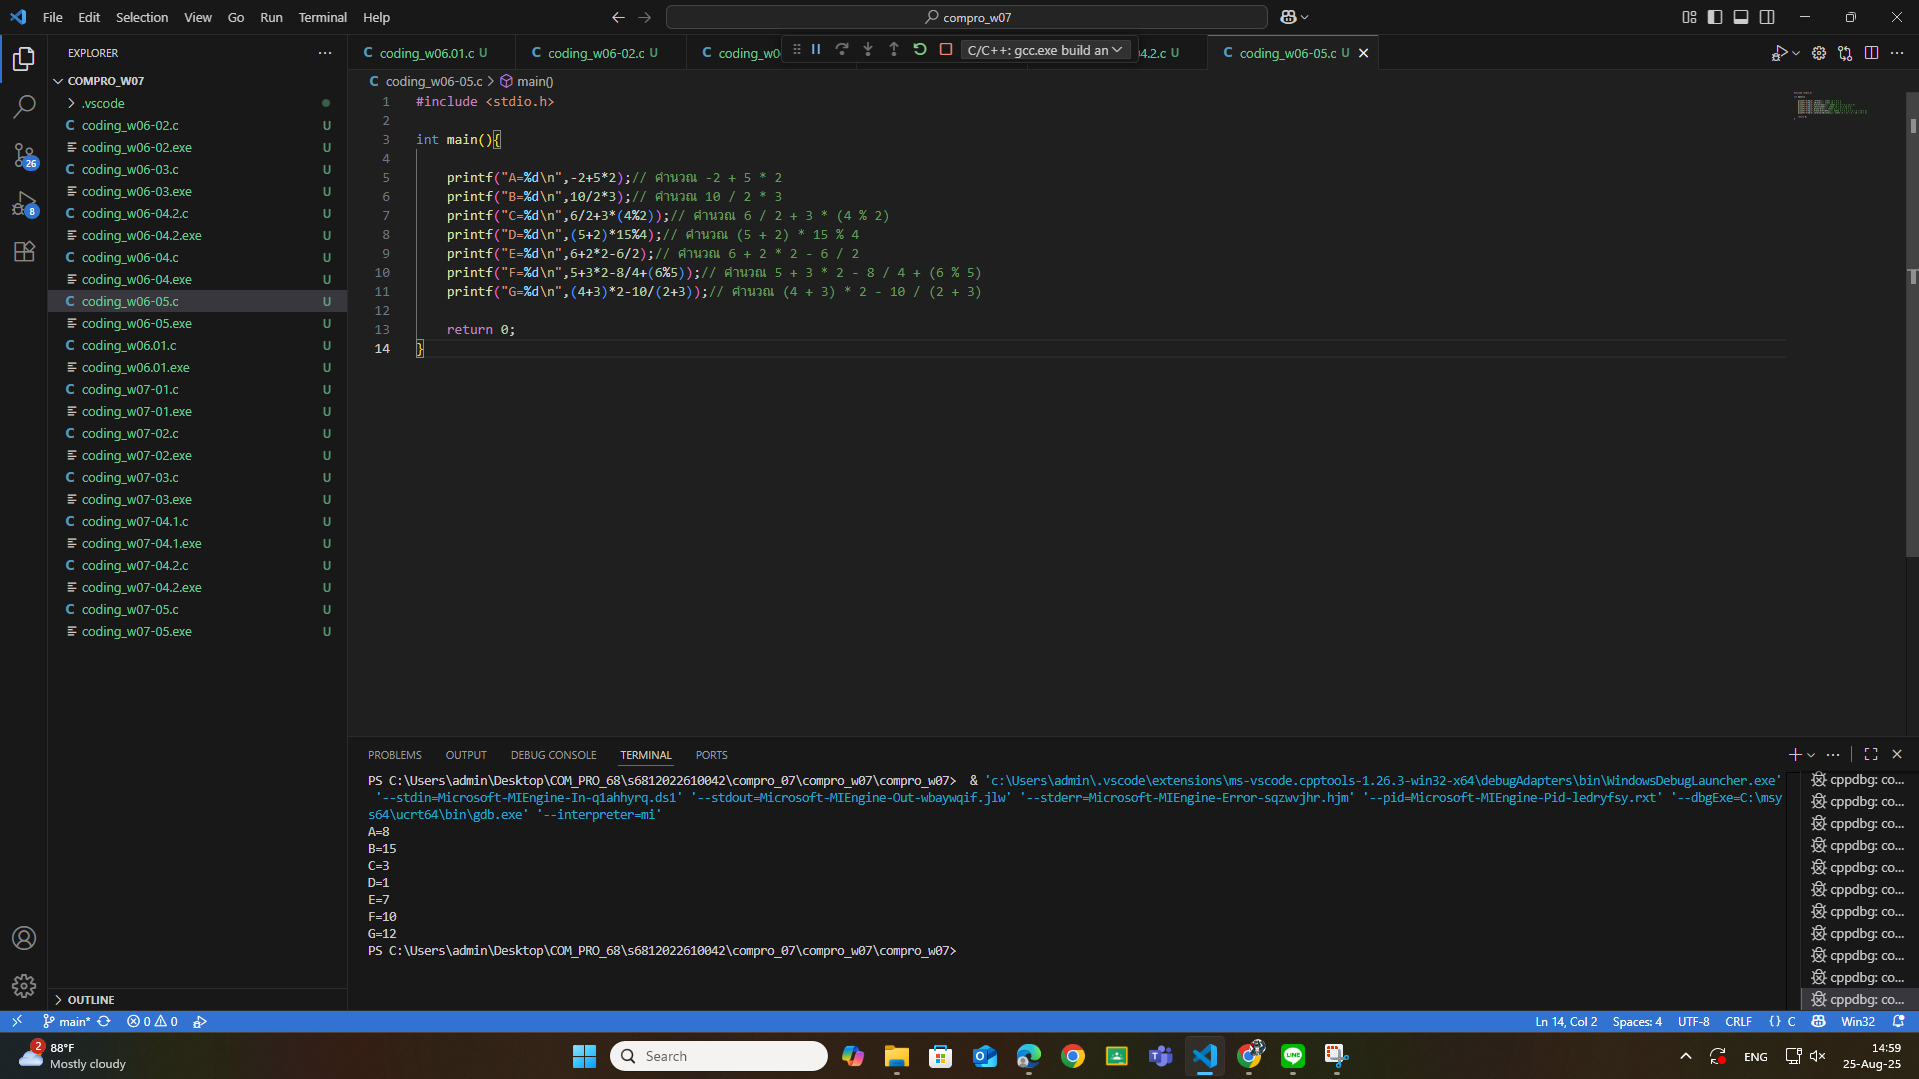 File Edit Selection View Go Run Terminal Help
compro_w07
EXPLORER
COMPRO_W07
.vscode
coding_w06-02.c U
coding_w06-02.exe U
coding_w06-03.c U
coding_w06-03.exe U
coding_w06-04.2.c U
coding_w06-04.2.exe U
coding_w06-04.c U
coding_w06-04.exe U
coding_w06-05.c U
coding_w06-05.exe U
coding_w06.01.c U
coding_w06.01.exe U
coding_w07-01.c U
coding_w07-01.exe U
coding_w07-02.c U
coding_w07-02.exe U
coding_w07-03.c U
coding_w07-03.exe U
coding_w07-04.1.c U
coding_w07-04.1.exe U
coding_w07-04.2.c U
coding_w07-04.2.exe U
coding_w07-05.c U
coding_w07-05.exe U
OUTLINE
26
8
C coding_w06.01.c U C coding_w06-02.c U C coding_w0 C/C++: gcc.exe build an 4.2.c U C coding_w06-05.c U
C coding_w06-05.c > main()
1 #include <stdio.h>
2
3 int main(){
4
5 printf("A=%d\n",-2+5*2);// คำนวณ -2 + 5 * 2
6 printf("B=%d\n",10/2*3);// คำนวณ 10 / 2 * 3
7 printf("C=%d\n",6/2+3*(4%2));// คำนวณ 6 / 2 + 3 * (4 % 2)
8 printf("D=%d\n",(5+2)*15%4);// คำนวณ (5 + 2) * 15 % 4
9 printf("E=%d\n",6+2*2-6/2);// คำนวณ 6 + 2 * 2 - 6 / 2
10 printf("F=%d\n",5+3*2-8/4+(6%5));// คำนวณ 5 + 3 * 2 - 8 / 4 + (6 % 5)
11 printf("G=%d\n",(4+3)*2-10/(2+3));// คำนวณ (4 + 3) * 2 - 10 / (2 + 3)
12
13 return 0;
14 }
PROBLEMS OUTPUT DEBUG CONSOLE TERMINAL PORTS
PS C:\Users\admin\Desktop\COM_PRO_68\s6812022610042\compro_07\compro_w07\compro_w07> & 'c:\Users\admin\.vscode\extensions\ms-vscode.cpptools-1.26.3-win32-x64\debugAdapters\bin\WindowsDebugLauncher.exe'
'--stdin=Microsoft-MIEngine-In-q1ahhyrq.ds1' '--stdout=Microsoft-MIEngine-Out-wbaywqif.jlw' '--stderr=Microsoft-MIEngine-Error-sqzwvjhr.hjm' '--pid=Microsoft-MIEngine-Pid-ledryfsy.rxt' '--dbgExe=C:\msy
s64\ucrt64\bin\gdb.exe' '--interpreter=mi'
A=8
B=15
C=3
D=1
E=7
F=10
G=12
PS C:\Users\admin\Desktop\COM_PRO_68\s6812022610042\compro_07\compro_w07\compro_w07>
cppdbg: co...
cppdbg: co...
cppdbg: co...
cppdbg: co...
cppdbg: co...
cppdbg: co...
cppdbg: co...
cppdbg: co...
cppdbg: co...
cppdbg: co...
cppdbg: co...
main* 0 0 Ln 14, Col 2 Spaces: 4 UTF-8 CRLF {} C Win32
2
88°F
Mostly cloudy
Search
ENG
14:59
25-Aug-25